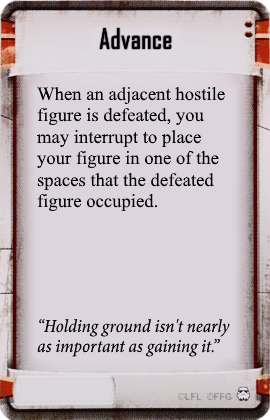 Advance
When an adjacent hostile
figure is defeated, you
may interrupt to place
your figure in one of the
spaces that the defeated
figure occupied.
“Holding ground isn't nearly
as important as gaining it.”
©LFL ©FFG